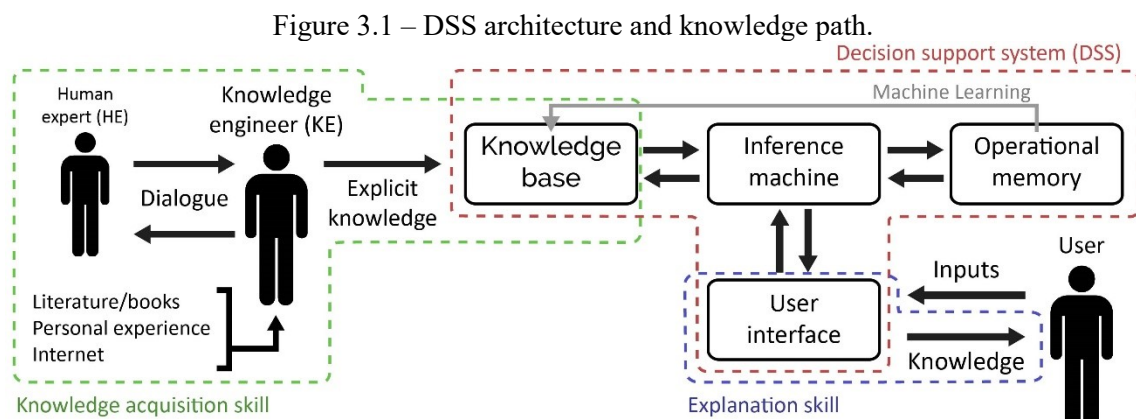 Figure 3.1 – DSS architecture and knowledge path.
Decision support system (DSS)
Machine Learning
Human
expert (HE)
Knowledge
engineer (KE)
Dialogue
Explicit
knowledge
Knowledge
base
Inference
machine
Operational
memory
Literature/books
Personal experience
Internet
User
interface
Inputs
Knowledge
User
Knowledge acquisition skill
Explanation skill